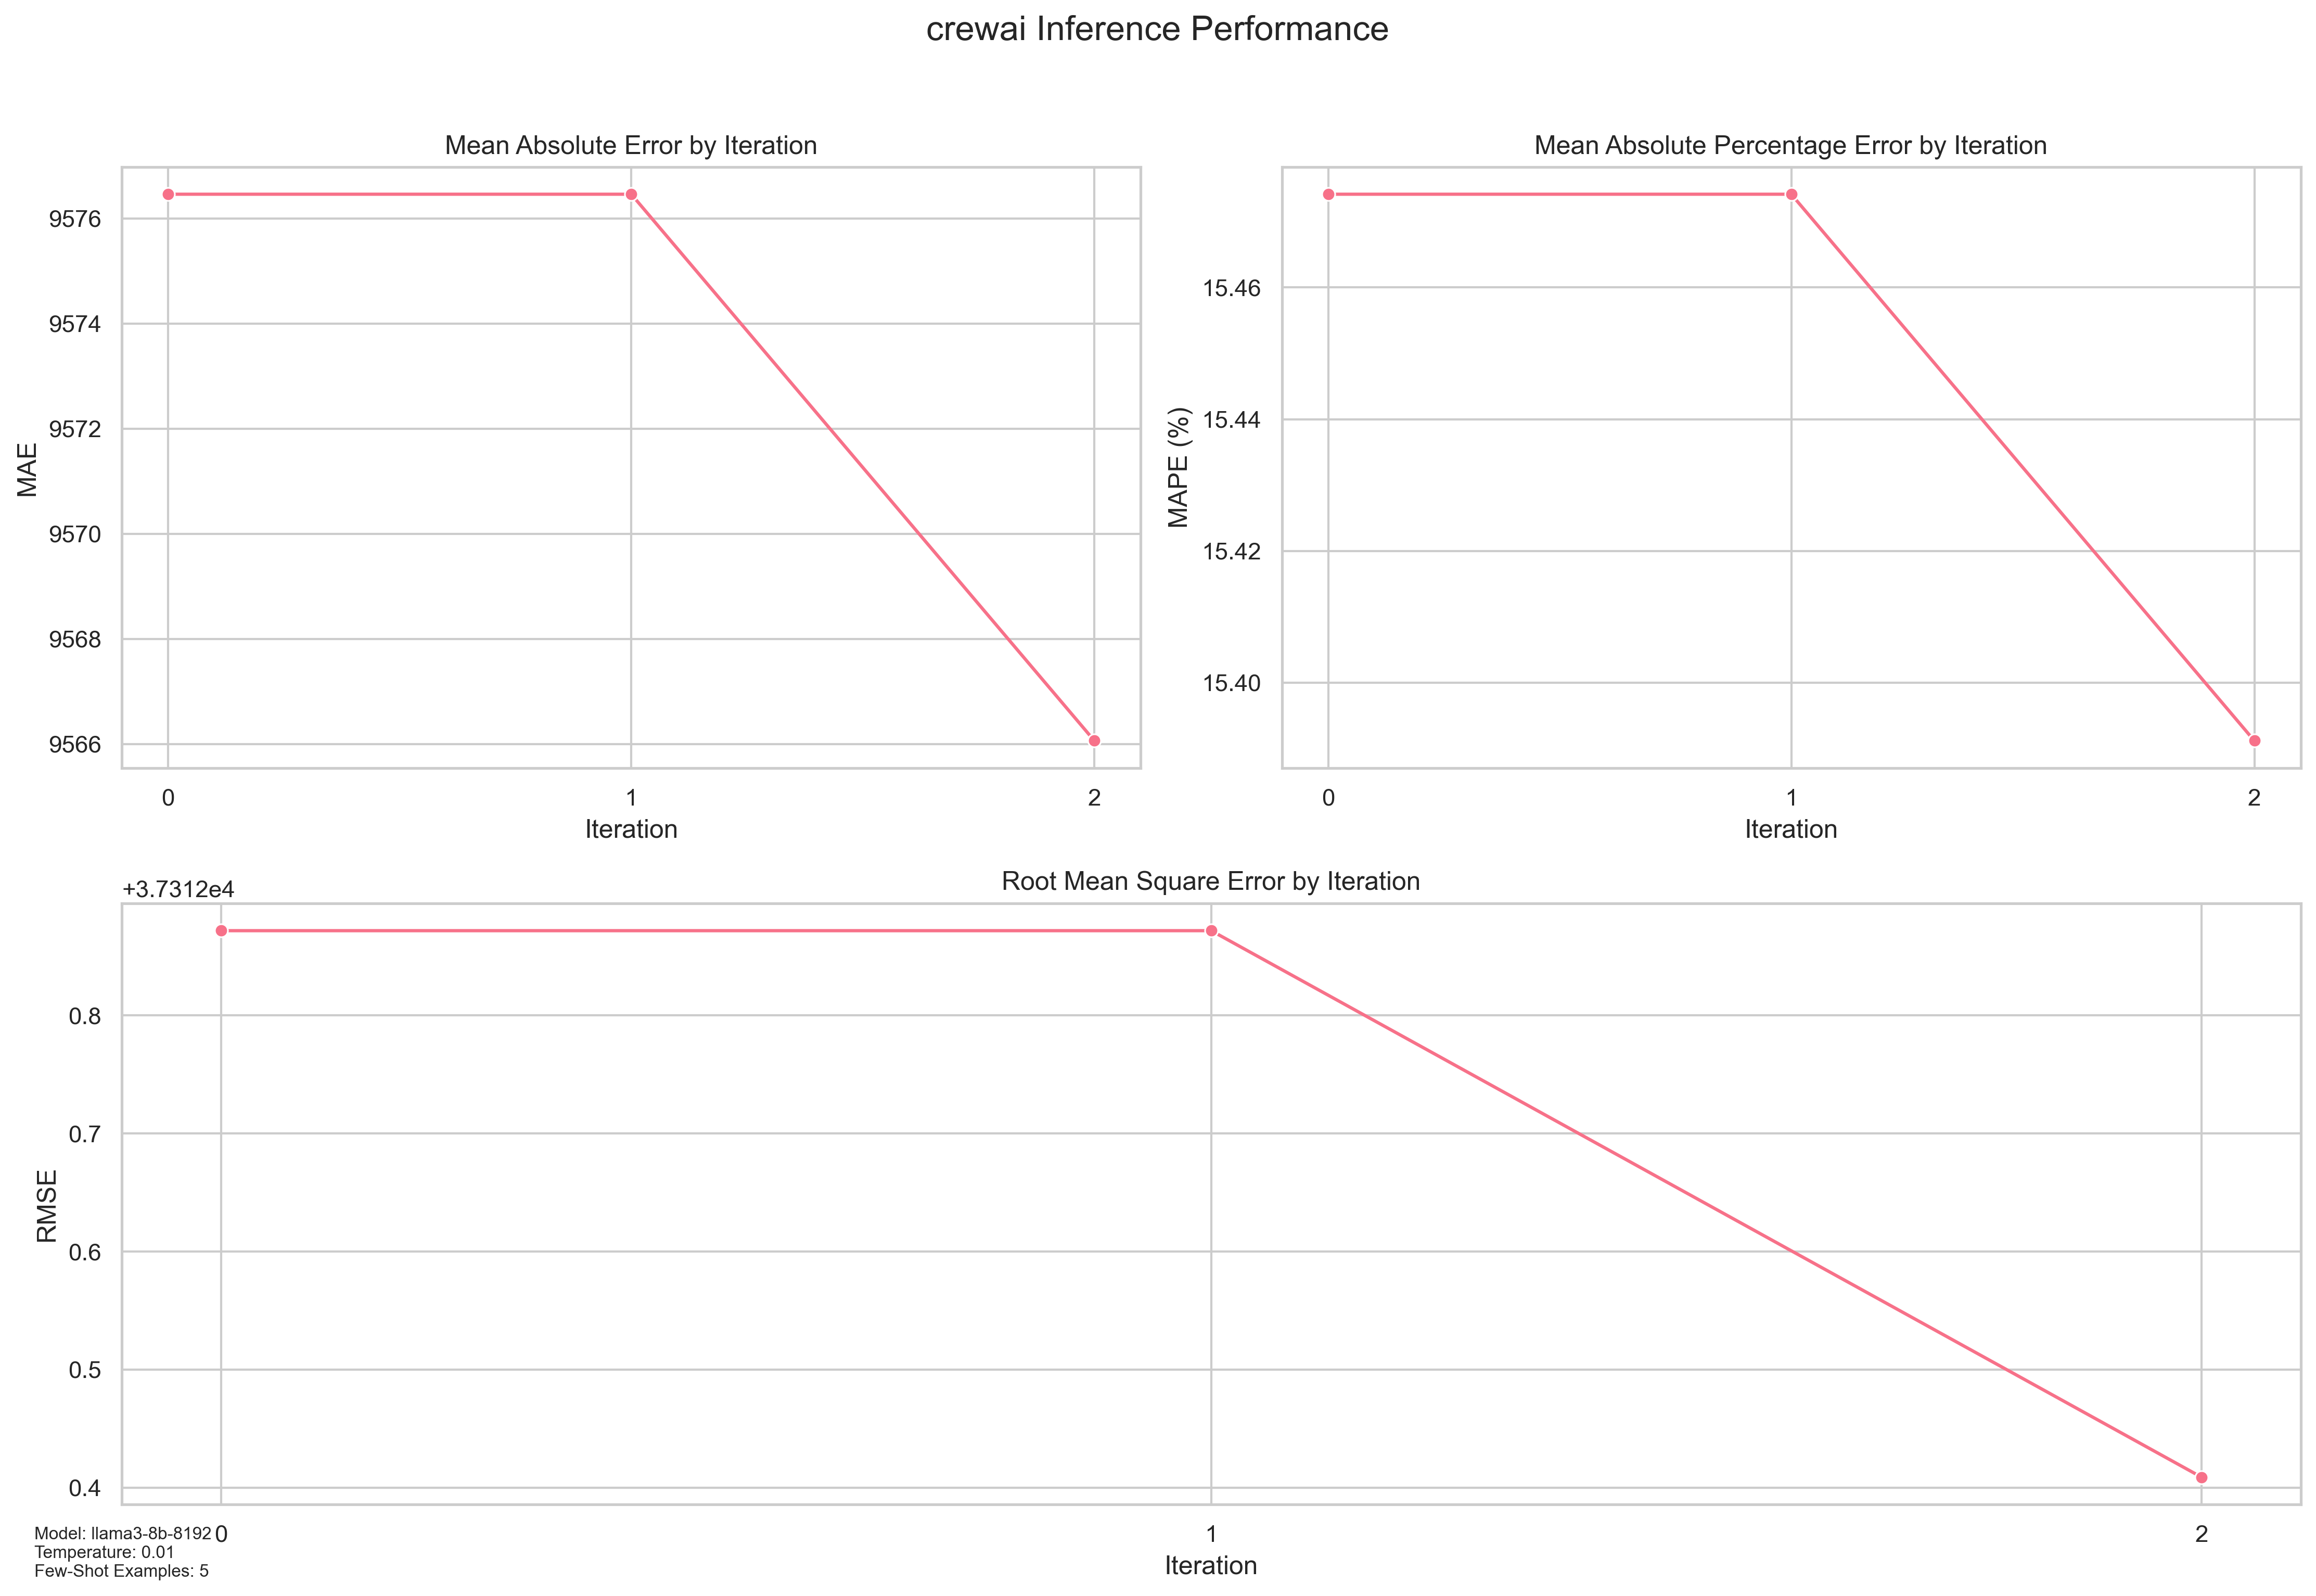 crewai Inference Performance
Mean Absolute Error by Iteration
MAE
9576
9574
9572
9570
9568
9566
0 1 2
Iteration
Mean Absolute Percentage Error by Iteration
MAPE (%)
15.46
15.44
15.42
15.40
0 1 2
Iteration
Root Mean Square Error by Iteration
+3.7312e4
RMSE
0.8
0.7
0.6
0.5
0.4
0 1 2
Iteration
Model: llama3-8b-8192
Temperature: 0.01
Few-Shot Examples: 5